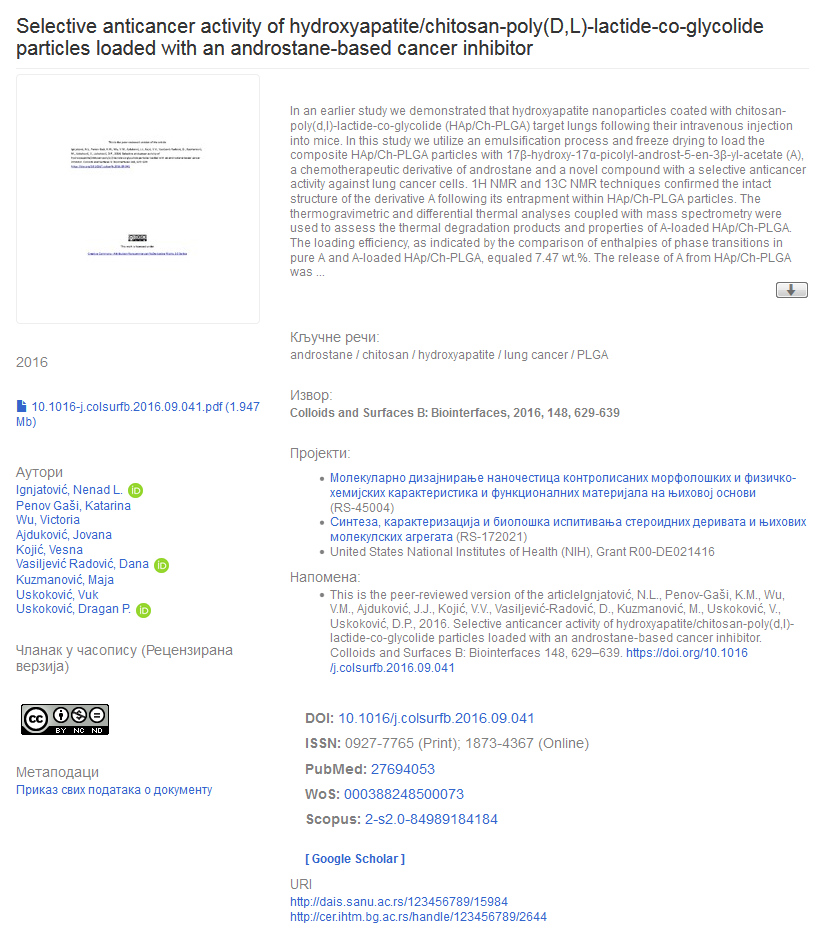 Selective anticancer activity of hydroxyapatite/chitosan-poly(D,L)-lactide-co-glycolide
particles loaded with an androstane-based cancer inhibitor
In an earlier study we demonstrated that hydroxyapatite nanoparticles coated with chitosan-
poly(d,l)-lactide-co-glycolide (HAp/Ch-PLGA) target lungs following their intravenous injection
into mice. In this study we utilize an emulsification process and freeze drying to load the
composite HAp/Ch-PLGA particles with 17β-hydroxy-17α-picolyl-androst-5-en-3β-yl-acetate (A),
a chemotherapeutic derivative of androstane and a novel compound with a selective anticancer
activity against lung cancer cells. 1H NMR and 13C NMR techniques confirmed the intact
structure of the derivative A following its entrapment within HAp/Ch-PLGA particles. The
thermogravimetric and differential thermal analyses coupled with mass spectrometry were
used to assess the thermal degradation products and properties of A-loaded HAp/Ch-PLGA.
The loading efficiency, as indicated by the comparison of enthalpies of phase transitions in
pure A and A-loaded HAp/Ch-PLGA, equaled 7.47 wt.%. The release of A from HAp/Ch-PLGA
was ...
2016
10.1016-j.colsurfb.2016.09.041.pdf (1.947
Mb)
Аутори
Ignjatović, Nenad L.
Penov Gaši, Katarina
Wu, Victoria
Ajduković, Jovana
Kojić, Vesna
Vasiljević Radović, Dana
Kuzmanović, Maja
Uskoković, Vuk
Uskoković, Dragan P.
Чланак у часопису (Рецензирана
верзија)
CC BY NC ND
Метаподаци
Приказ свих података о документу
Кључне речи:
androstane / chitosan / hydroxyapatite / lung cancer / PLGA
Извор:
Colloids and Surfaces B: Biointerfaces, 2016, 148, 629-639
Пројекти:
• Молекуларно дизајнирање наночестица контролисаних морфолошких и физичко-
хемијских карактеристика и функционалних материјала на њиховој основи
(RS-45004)
• Синтеза, карактеризација и биолошка испитивања стероидних деривата и њихових
молекулских агрегата (RS-172021)
• United States National Institutes of Health (NIH), Grant R00-DE021416
Напомена:
• This is the peer-reviewed version of the articleIgnjatović, N.L., Penov-Gaši, K.M., Wu,
V.M., Ajduković, J.J., Kojić, V.V., Vasiljević-Radović, D., Kuzmanović, M., Uskoković, V.,
Uskoković, D.P., 2016. Selective anticancer activity of hydroxyapatite/chitosan-poly(d,l)-
lactide-co-glycolide particles loaded with an androstane-based cancer inhibitor.
Colloids and Surfaces B: Biointerfaces 148, 629–639. https://doi.org/10.1016
/j.colsurfb.2016.09.041
DOI: 10.1016/j.colsurfb.2016.09.041
ISSN: 0927-7765 (Print); 1873-4367 (Online)
PubMed: 27694053
WoS: 000388248500073
Scopus: 2-s2.0-84989184184
[ Google Scholar ]
URI
http://dais.sanu.ac.rs/123456789/15984
http://cer.ihtm.bg.ac.rs/handle/123456789/2644